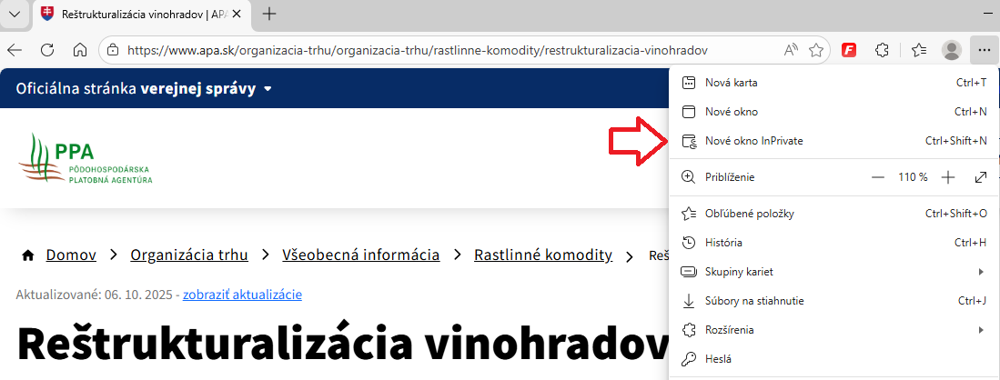 Reštrukturalizácia vinohradov | APA
https://www.apa.sk/organizacia-trhu/organizacia-trhu/rastlinne-komodity/restrukturalizacia-vinohradov
Oficiálna stránka verejnej správy
PPA
PÔDOHOSPODÁRSKA
PLATOBNÁ AGENTÚRA
Domov > Organizácia trhu > Všeobecná informácia > Rastlinné komodity > Reš
Aktualizované: 06. 10. 2025 - zobraziť aktualizácie
Reštrukturalizácia vinohradov
Nová karta Ctrl+T
Nové okno Ctrl+N
Nové okno InPrivate Ctrl+Shift+N
Priblíženie — 110 % +
Obľúbené položky Ctrl+Shift+O
História Ctrl+H
Skupiny kariet
Súbory na stiahnutie Ctrl+J
Rozšírenia
Heslá